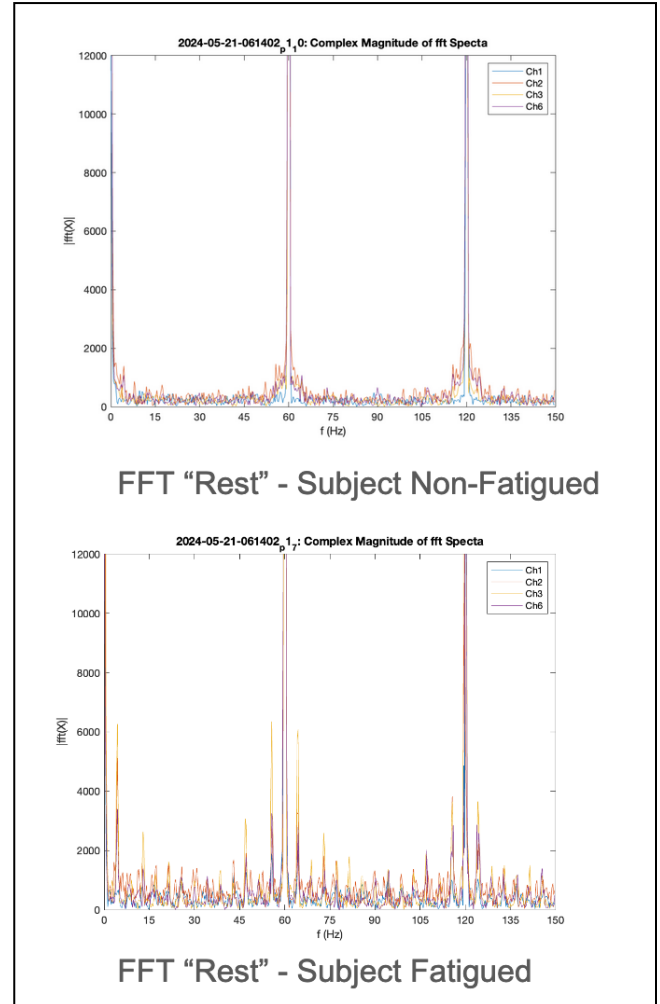 2024-05-21-061402p110: Complex Magnitude of fft Specta
12000
10000
8000
6000
4000
2000
0
|fft(X)|
Ch1
Ch2
Ch3
Ch6
0 15 30 45 60 75 90 105 120 135 150
f (Hz)
FFT “Rest” - Subject Non-Fatigued
2024-05-21-061402p17: Complex Magnitude of fft Specta
12000
10000
8000
6000
4000
2000
0
|fft(X)|
Ch1
Ch2
Ch3
Ch6
0 15 30 45 60 75 90 105 120 135 150
f (Hz)
FFT “Rest” - Subject Fatigued